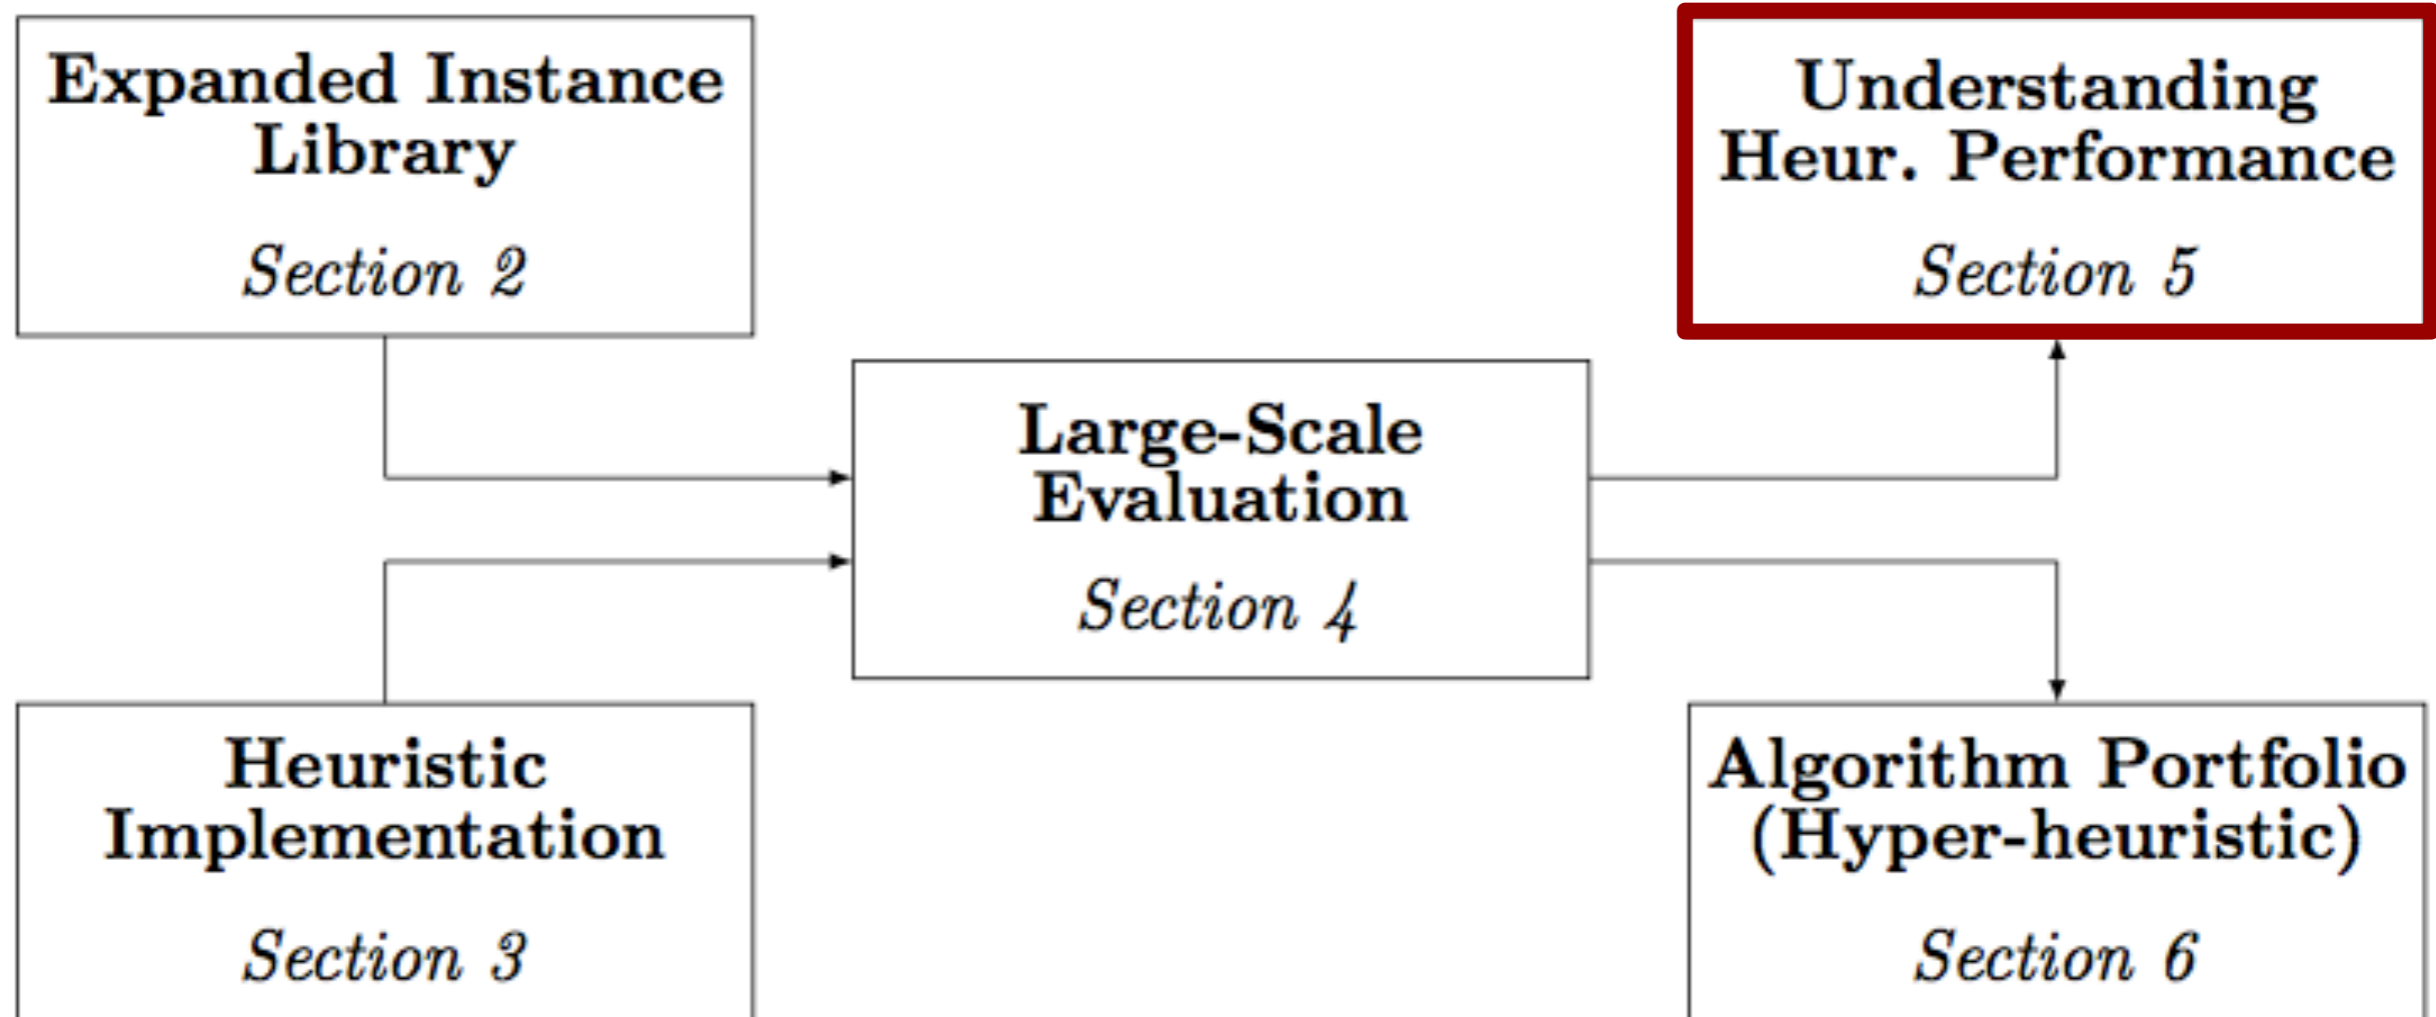 Expanded Instance
Library
Section 2
Understanding
Heur. Performance
Section 5
Large-Scale
Evaluation
Section 4
Heuristic
Implementation
Section 3
Algorithm Portfolio
(Hyper-heuristic)
Section 6